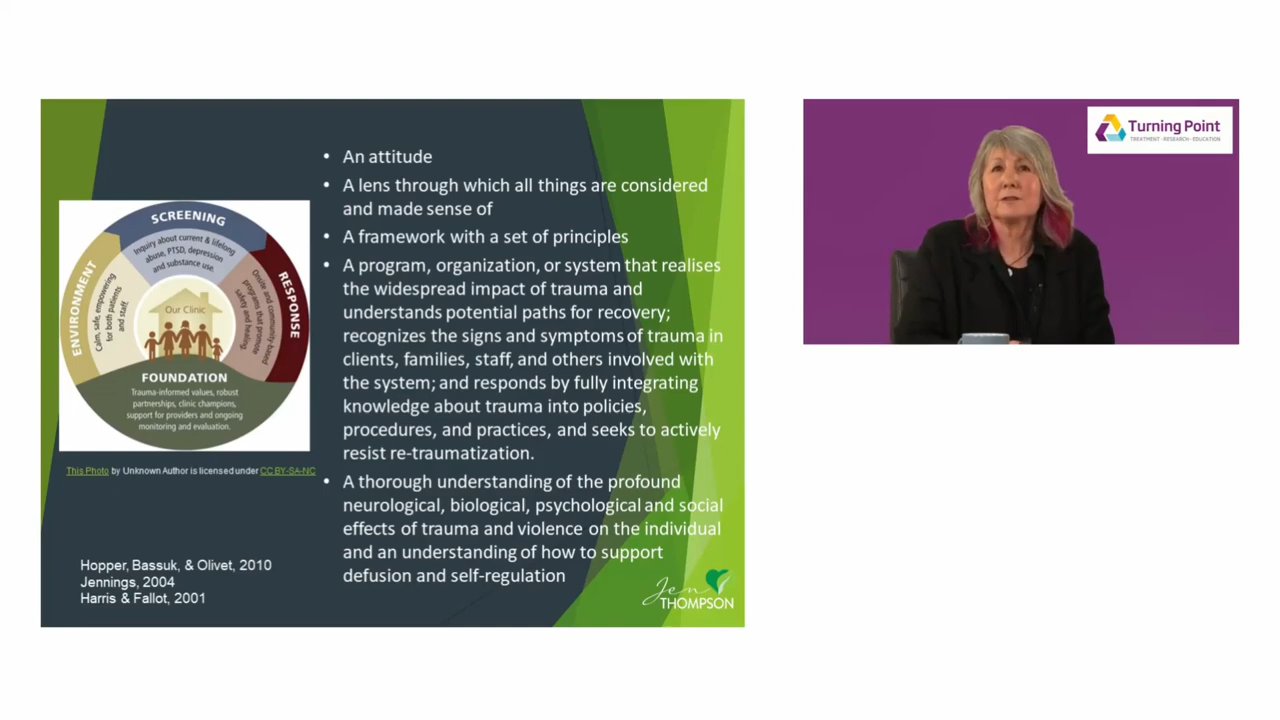 • An attitude
• A lens through which all things are considered
and made sense of
• A framework with a set of principles
• A program, organization, or system that realises
the widespread impact of trauma and
understands potential paths for recovery;
recognizes the signs and symptoms of trauma in
clients, families, staff, and others involved with
the system; and responds by fully integrating
knowledge about trauma into policies,
procedures, and practices, and seeks to actively
resist re-traumatization.
• A thorough understanding of the profound
neurological, biological, psychological and social
effects of trauma and violence on the individual
and an understanding of how to support
defusion and self-regulation
SCREENING
Inquiry about current & lifelong
abuse, PTSD, depression
and substance use.
ENVIRONMENT
Calm, safe, empowering
for both patients
and staff.
RESPONSE
Onsite and community-based
programs that promote
safety and healing.
Our Clinic
FOUNDATION
Trauma-informed values, robust
partnerships, clinic champions,
support for providers and ongoing
monitoring and evaluation.
This Photo by Unknown Author is licensed under CC BY-SA-NC
Hopper, Bassuk, & Olivet, 2010
Jennings, 2004
Harris & Fallot, 2001
Jen
THOMPSON
Turning Point
TREATMENT · RESEARCH · EDUCATION